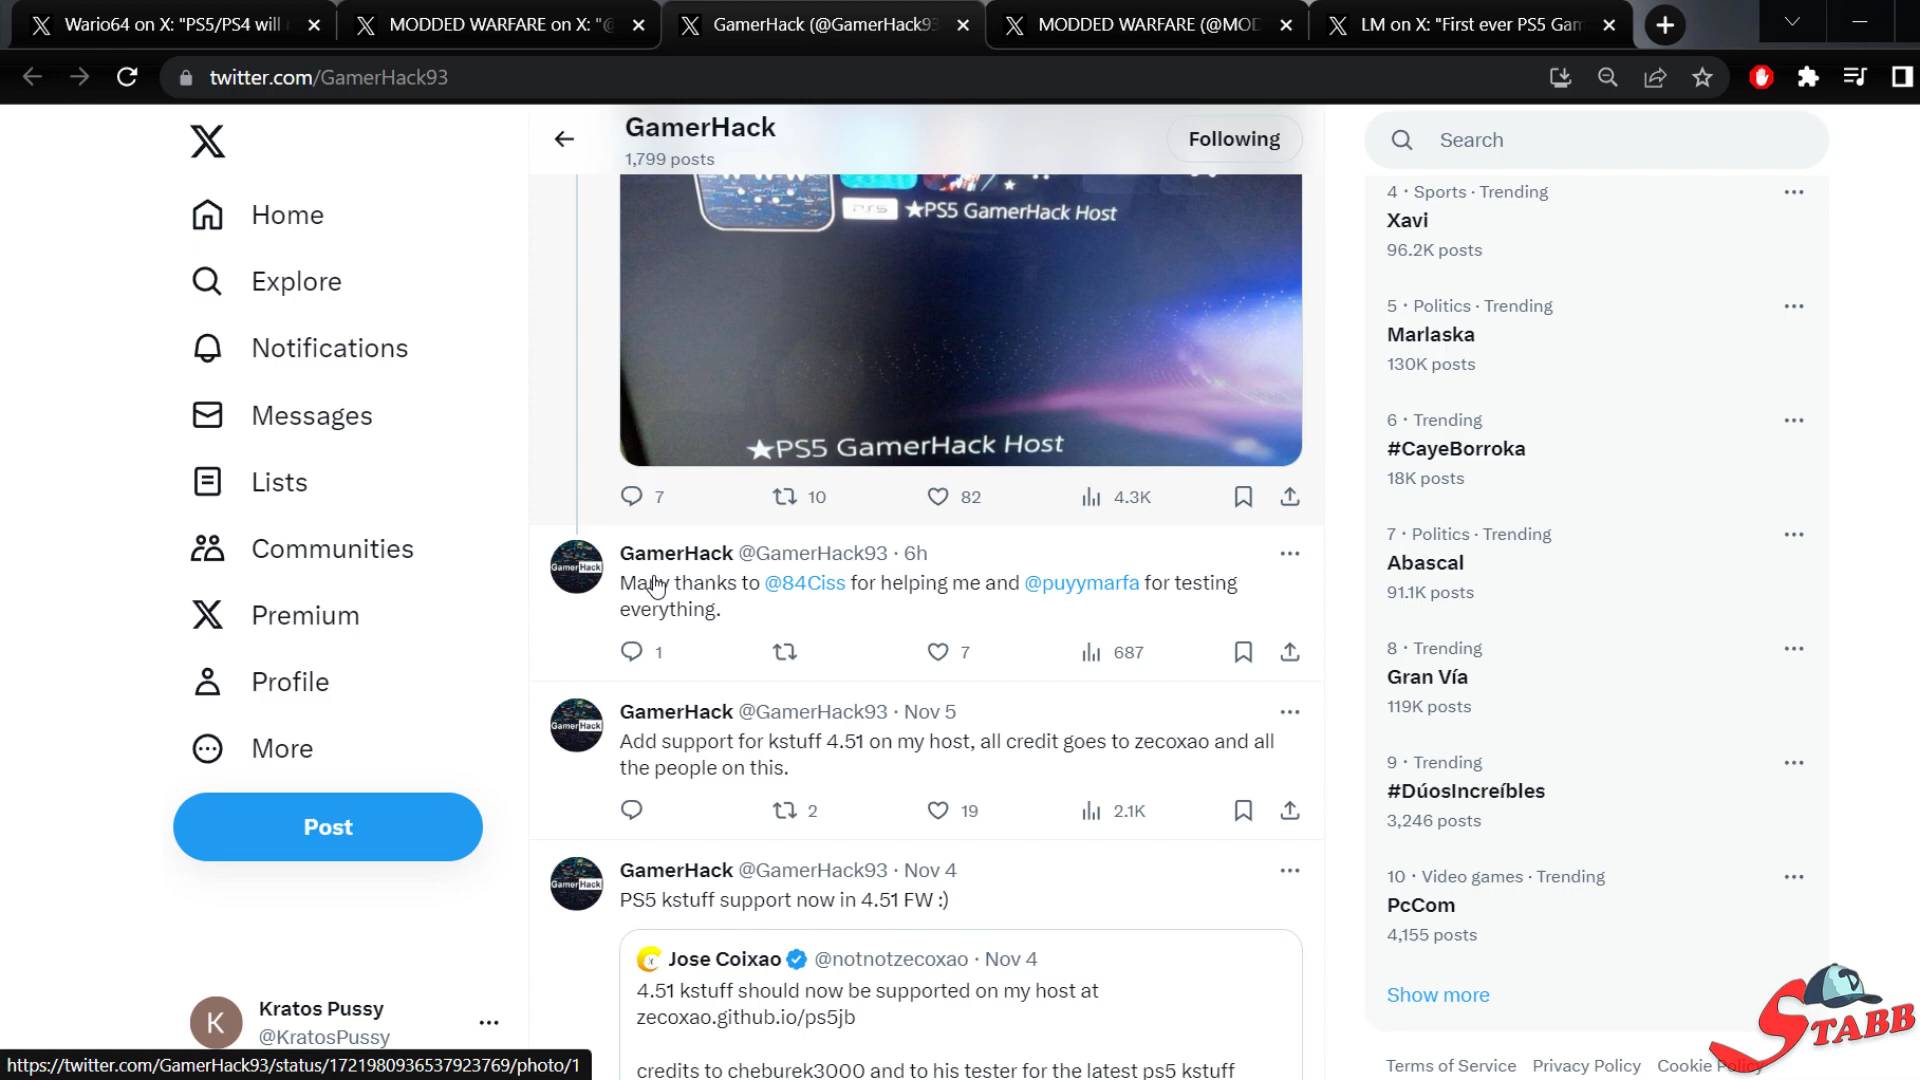 Wario64 on X: "PS5/PS4 will
MODDED WARFARE on X: "@
GamerHack (@GamerHack93
MODDED WARFARE (@MOD
LM on X: "First ever PS5 Gam
twitter.com/GamerHack93
Home
Explore
Notifications
Messages
Lists
Communities
Premium
Profile
More
Post
Kratos Pussy
@KratosPussy
K
https://twitter.com/GamerHack93/status/1721980936537923769/photo/1
GamerHack
1,799 posts
Following
PS5 ★PS5 GamerHack Host
★PS5 GamerHack Host
7 10 82 4.3K
GamerHack @GamerHack93 · 6h
Many thanks to @84Ciss for helping me and @puyymarfa for testing
everything.
1 7 687
GamerHack @GamerHack93 · Nov 5
Add support for kstuff 4.51 on my host, all credit goes to zecoxao and all
the people on this.
2 19 2.1K
GamerHack @GamerHack93 · Nov 4
PS5 kstuff support now in 4.51 FW :)
Jose Coixao @notnotzecoxao · Nov 4
4.51 kstuff should now be supported on my host at
zecoxao.github.io/ps5jb
credits to cheburek3000 and to his tester for the latest ps5 kstuff
GamerHack
GamerHack
GamerHack
Search
4 · Sports · Trending
Xavi
96.2K posts
5 · Politics · Trending
Marlaska
130K posts
6 · Trending
#CayeBorroka
18K posts
7 · Politics · Trending
Abascal
91.1K posts
8 · Trending
Gran Vía
119K posts
9 · Trending
#DúosIncreíbles
3,246 posts
10 · Video games · Trending
PcCom
4,155 posts
Show more
Terms of Service Privacy Policy Cookie
D
STABB